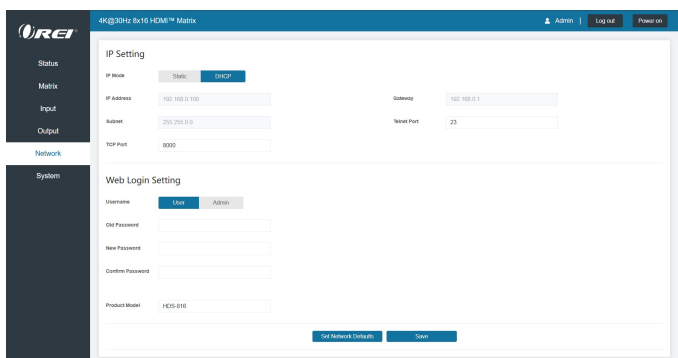 OREI
4K@30Hz 8x16 HDMI™ Matrix
Admin | Log out Power on
Status
Matrix
Input
Output
Network
System
IP Setting
IP Mode Static DHCP
IP Address 192.168.0.100 Gateway 192.168.0.1
Subnet 255.255.0.0 Telnet Port 23
TCP Port 8000
Web Login Setting
Username User Admin
Old Password
New Password
Confirm Password
Product Model HDS-816
Set Network Defaults Save